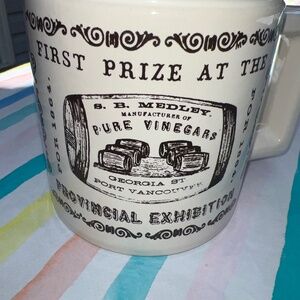 FIRST PRIZE AT THE
S. B. MEDLEY,
MANUFACTURER OF
PURE VINEGARS
GEORGIA ST.
PORT VANCOUVER
PROVINCIAL EXHIBITION